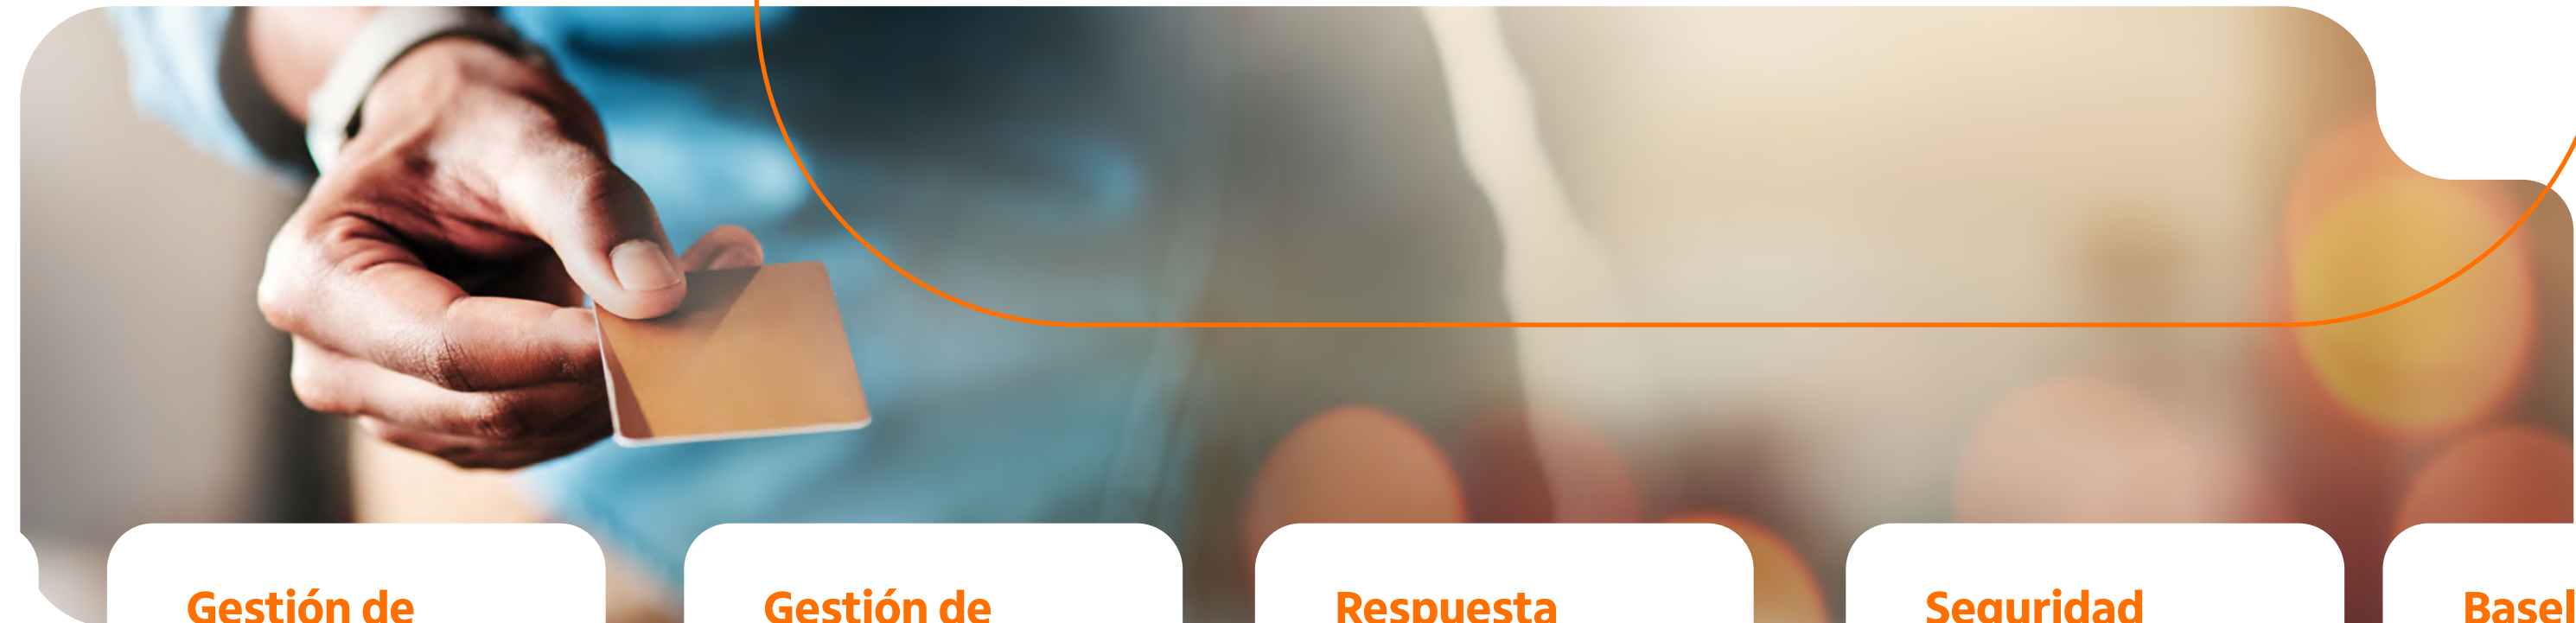 Gestión de
Gestión de
Respuesta
Seguridad